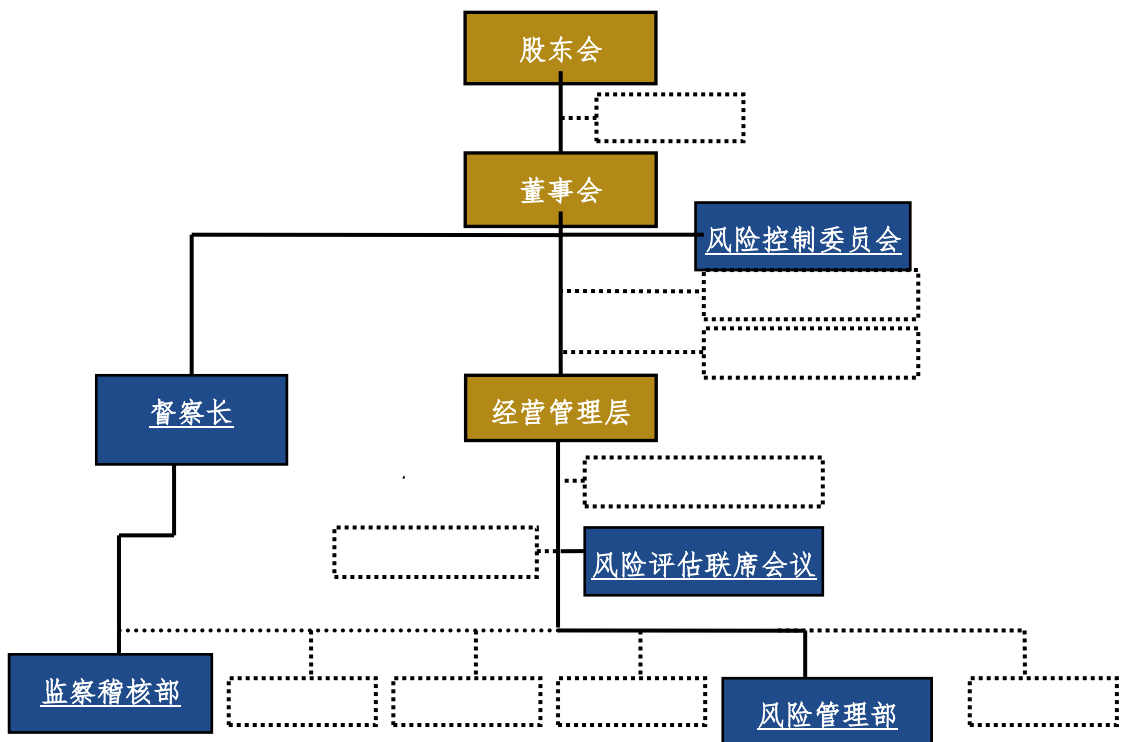 股东会
董事会
风险控制委员会
督察长
经营管理层
风险评估联席会议
监察稽核部
风险管理部